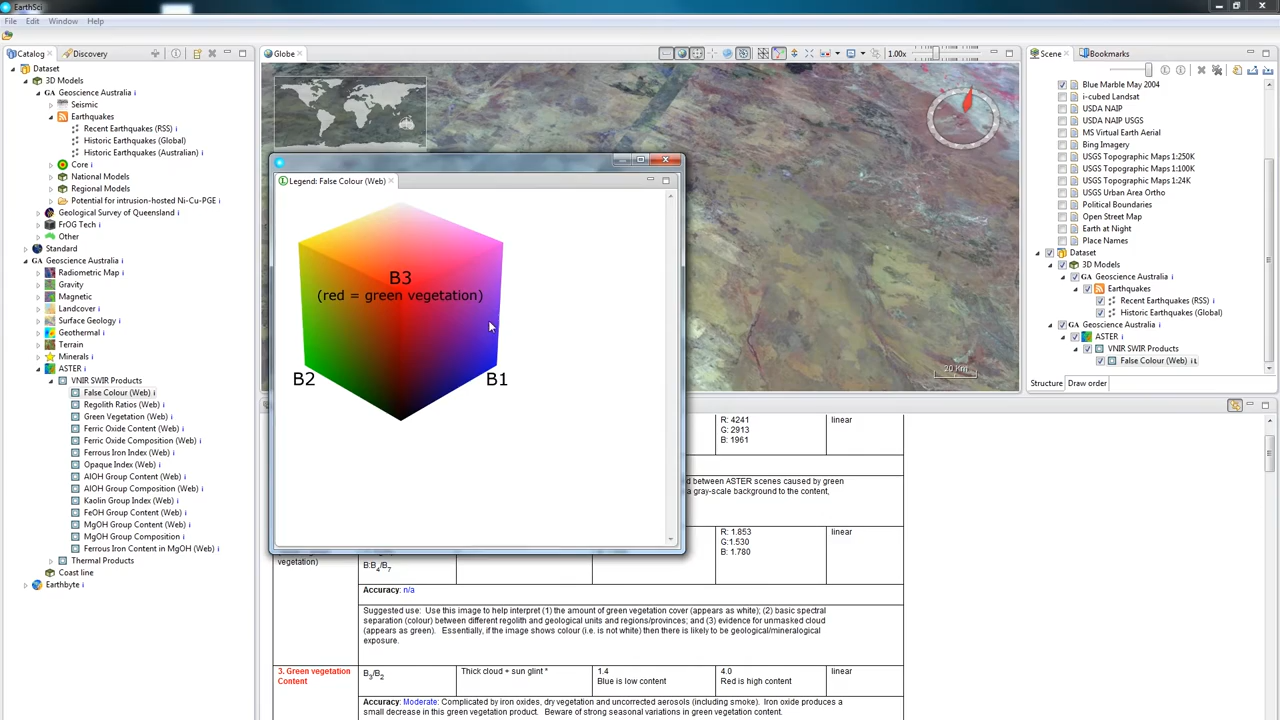 EarthSci
File Edit Window Help
Catalog Discovery
Dataset
3D Models
GA Geoscience Australia i
Seismic
Earthquakes
Recent Earthquakes (RSS) i
Historic Earthquakes (Global)
Historic Earthquakes (Australian) i
Core i
National Models
Regional Models
Potential for intrusion-hosted Ni-Cu-PGE i
Geological Survey of Queensland i
FrOG Tech i
Other
Standard
Geoscience Australia i
Radiometric Map i
Gravity
Magnetic
Landcover i
Surface Geology i
Geothermal i
Terrain
Minerals i
ASTER i
VNIR SWIR Products
False Colour (Web) i
Regolith Ratios (Web) i
Green Vegetation (Web) i
Ferric Oxide Content (Web) i
Ferric Oxide Composition (Web) i
Ferrous Iron Index (Web) i
Opaque Index (Web) i
AlOH Group Content (Web) i
AlOH Group Composition (Web) i
Kaolin Group Index (Web) i
FeOH Group Content (Web) i
MgOH Group Content (Web) i
MgOH Group Composition i
Ferrous Iron Content in MgOH (Web) i
Thermal Products
Coast line
Earthbyte i
Globe
1.00x
20 Km
Legend: False Colour (Web)
B3
(red = green vegetation)
B2
B1
Scene Bookmarks
Blue Marble May 2004
i-cubed Landsat
USDA NAIP
USDA NAIP USGS
MS Virtual Earth Aerial
Bing Imagery
USGS Topographic Maps 1:250K
USGS Topographic Maps 1:100K
USGS Topographic Maps 1:24K
USGS Urban Area Ortho
Political Boundaries
Open Street Map
Earth at Night
Place Names
Dataset
3D Models
GA Geoscience Australia i
Earthquakes
Recent Earthquakes (RSS) i
Historic Earthquakes (Global)
GA Geoscience Australia i
ASTER i
VNIR SWIR Products
False Colour (Web) i L
Structure Draw order
R: 4241
G: 2913
B: 1961
linear
d between ASTER scenes caused by green
a gray-scale background to the content,
R: 1.853
G:1.530
B: 1.780
linear
vegetation)
B:B4/B7
Accuracy: n/a
Suggested use: Use this image to help interpret (1) the amount of green vegetation cover (appears as white); (2) basic spectral
separation (colour) between different regolith and geological units and regions/provinces; and (3) evidence for unmasked cloud
(appears as green). Essentially, if the image shows colour (i.e. is not white) then there is likely to be geological/mineralogical
exposure.
3. Green vegetation
Content
B3/B2
Thick cloud + sun glint *
1.4
Blue is low content
4.0
Red is high content
linear
Accuracy: Moderate: Complicated by iron oxides, dry vegetation and uncorrected aerosols (including smoke). Iron oxide produces a
small decrease in this green vegetation product. Beware of strong seasonal variations in green vegetation content.